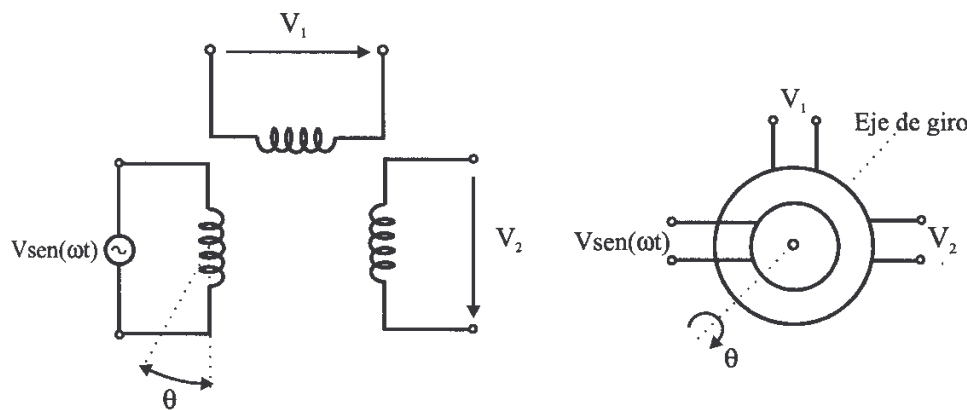 V₁
Vsen(ωt)
V₂
θ
V₁
Eje de giro
Vsen(ωt)
V₂
θ